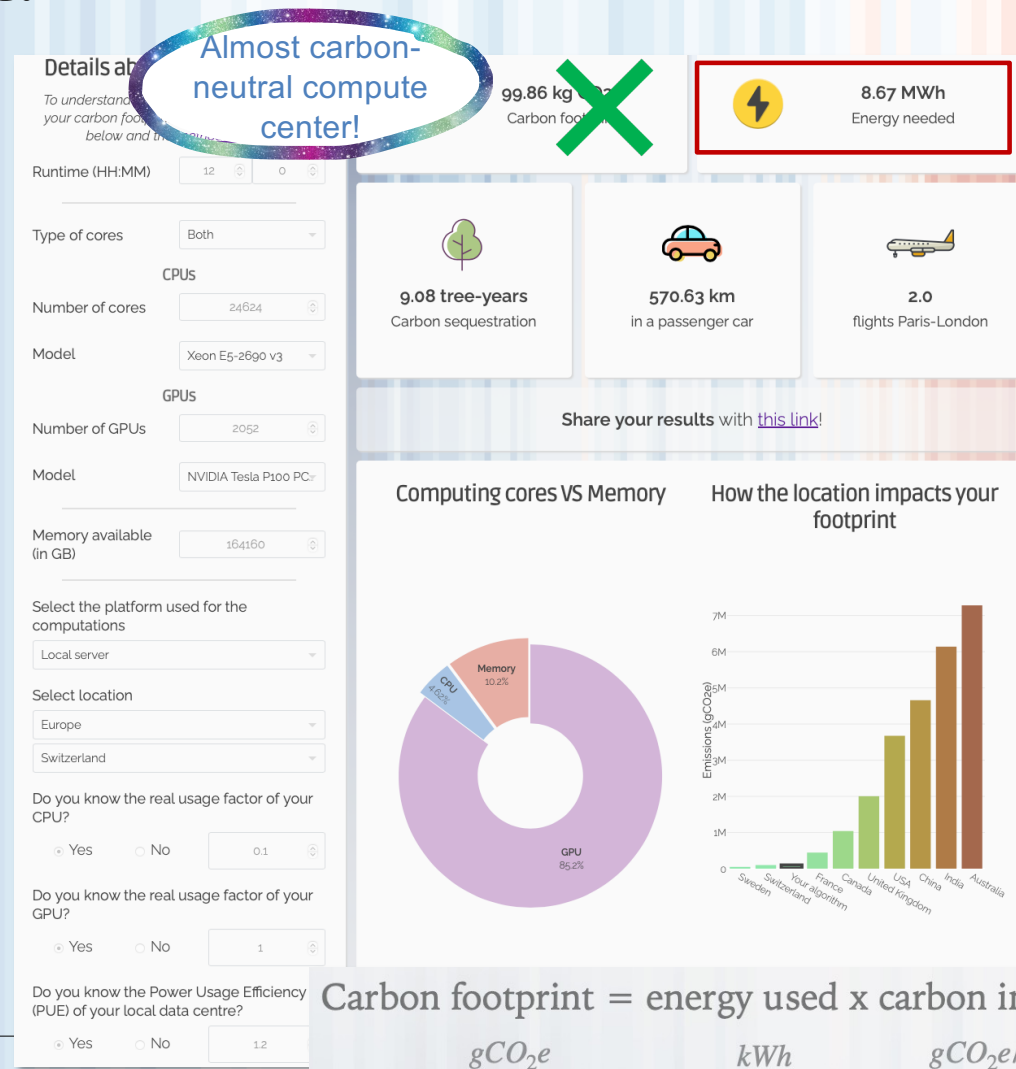 Almost carbon-
neutral compute
center!
Details
To understand
your carbon
below and
Runtime (HH:MM)
12
0
Type of cores
Both
CPUs
Number of cores
24624
Model
Xeon E5-2690 v3
GPUs
Number of GPUs
2052
Model
NVIDIA Tesla P100 PC
Memory available
(in GB)
164160
Select the platform used for the
computations
Local server
Select location
Europe
Switzerland
Do you know the real usage factor of your
CPU?
Yes
No
0.1
Do you know the real usage factor of your
GPU?
Yes
No
1
Do you know the Power Usage Efficiency
(PUE) of your local data centre?
Yes
No
1.2
99.86 kg
Carbon
8.67 MWh
Energy needed
9.08 tree-years
Carbon sequestration
570.63 km
in a passenger car
2.0
flights Paris-London
Share your results with this link!
Computing cores VS Memory
Memory
10.2%
CPU
4.62%
GPU
85.2%
How the location impacts your
footprint
Emissions (gCO2e)
7M
6M
5M
4M
3M
2M
1M
0
Sweden
Switzerland
Your algorithm
France
Canada
United Kingdom
USA
China
India
Australia
Carbon footprint = energy used x carbon in
gCO₂e
kWh
gCO₂e